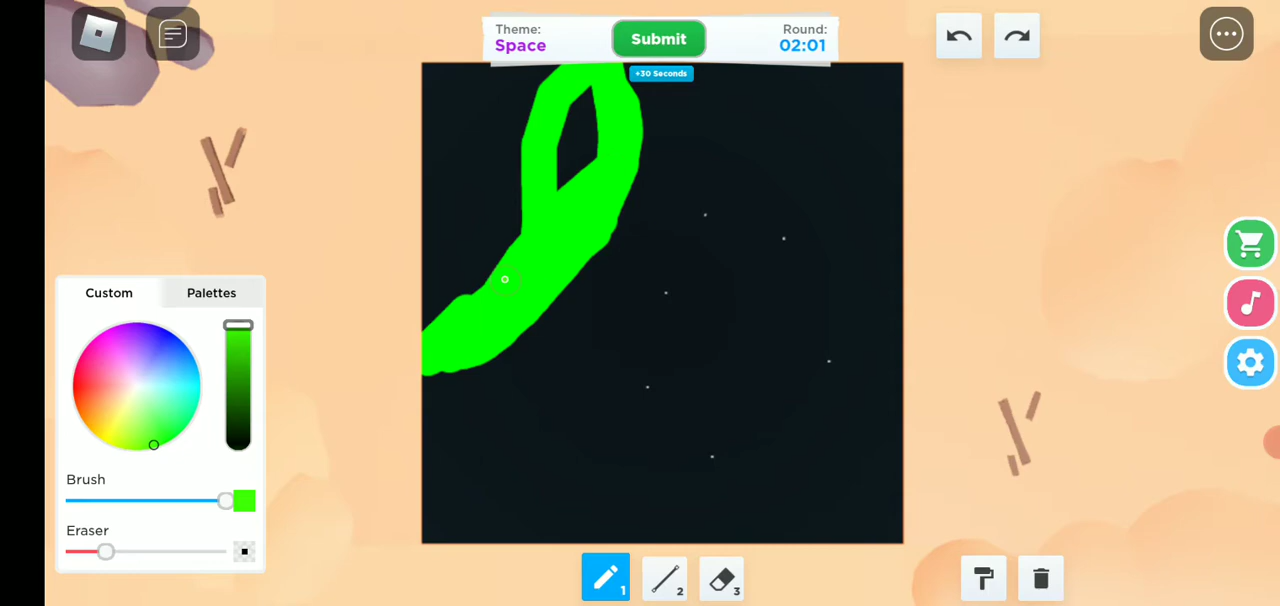 Theme:
Space
Submit
Round:
02:01
+30 Seconds
Custom
Palettes
Brush
Eraser
1
2
3